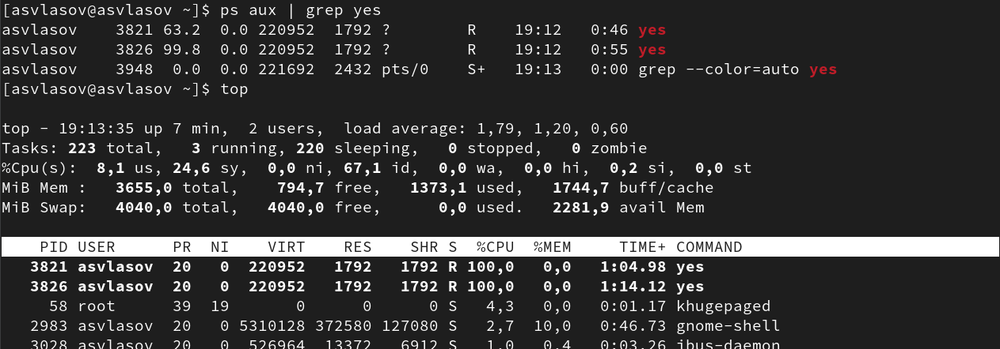 [asvlasov@asvlasov ~]$ ps aux | grep yes
asvlasov    3821 63.2  0.0 220952  1792 ?        R    19:12   0:46 yes
asvlasov    3826 99.8  0.0 220952  1792 ?        R    19:12   0:55 yes
asvlasov    3948  0.0  0.0 221692  2432 pts/0    S+   19:13   0:00 grep --color=auto yes
[asvlasov@asvlasov ~]$ top
top - 19:13:35 up 7 min,  2 users,  load average: 1,79, 1,20, 0,60
Tasks: 223 total,   3 running, 220 sleeping,   0 stopped,   0 zombie
%Cpu(s):  8,1 us, 24,6 sy,  0,0 ni, 67,1 id,  0,0 wa,  0,0 hi,  0,2 si,  0,0 st
MiB Mem :   3655,0 total,    794,7 free,   1373,1 used,   1744,7 buff/cache
MiB Swap:   4040,0 total,   4040,0 free,      0,0 used.   2281,9 avail Mem
    PID USER      PR  NI    VIRT    RES    SHR S  %CPU  %MEM     TIME+ COMMAND
   3821 asvlasov  20   0  220952   1792   1792 R 100,0   0,0   1:04.98 yes
   3826 asvlasov  20   0  220952   1792   1792 R 100,0   0,0   1:14.12 yes
     58 root      39  19       0      0      0 S   4,3   0,0   0:01.17 khugepaged
   2983 asvlasov  20   0 5310128 372580 127080 S   2,7  10,0   0:46.73 gnome-shell
   3028 asvlasov  20   0  526964  13372   6912 S   1,0   0,4   0:03.26 ibus-daemon